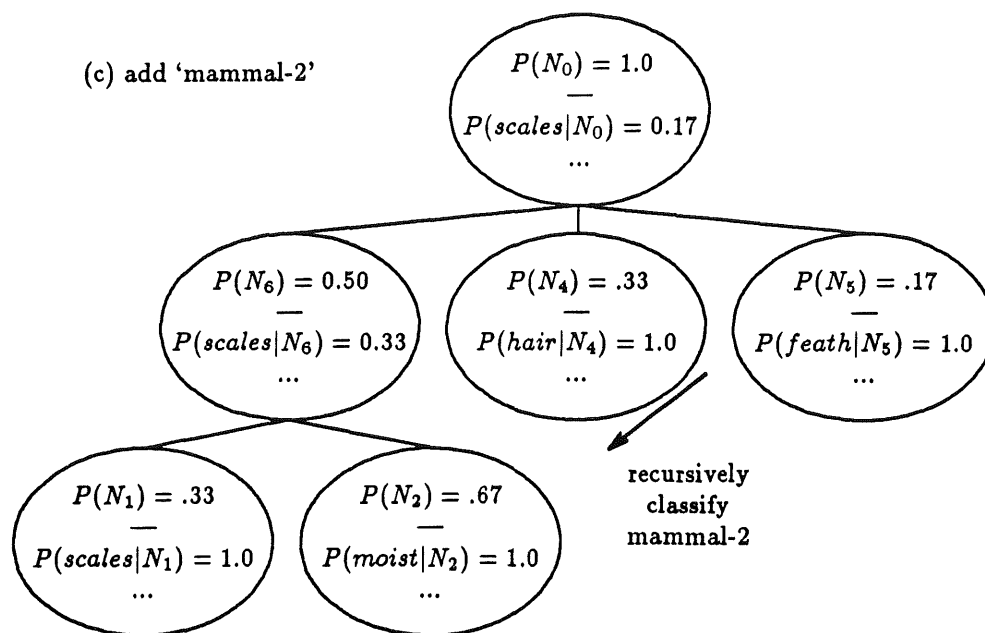 (c) add ‘mammal-2’
P(N₀) = 1.0
—
P(scales|N₀) = 0.17
...
P(N₆) = 0.50
—
P(scales|N₆) = 0.33
...
P(N₄) = .33
—
P(hair|N₄) = 1.0
...
P(N₅) = .17
—
P(feath|N₅) = 1.0
...
P(N₁) = .33
—
P(scales|N₁) = 1.0
...
P(N₂) = .67
—
P(moist|N₂) = 1.0
...
recursively
classify
mammal-2